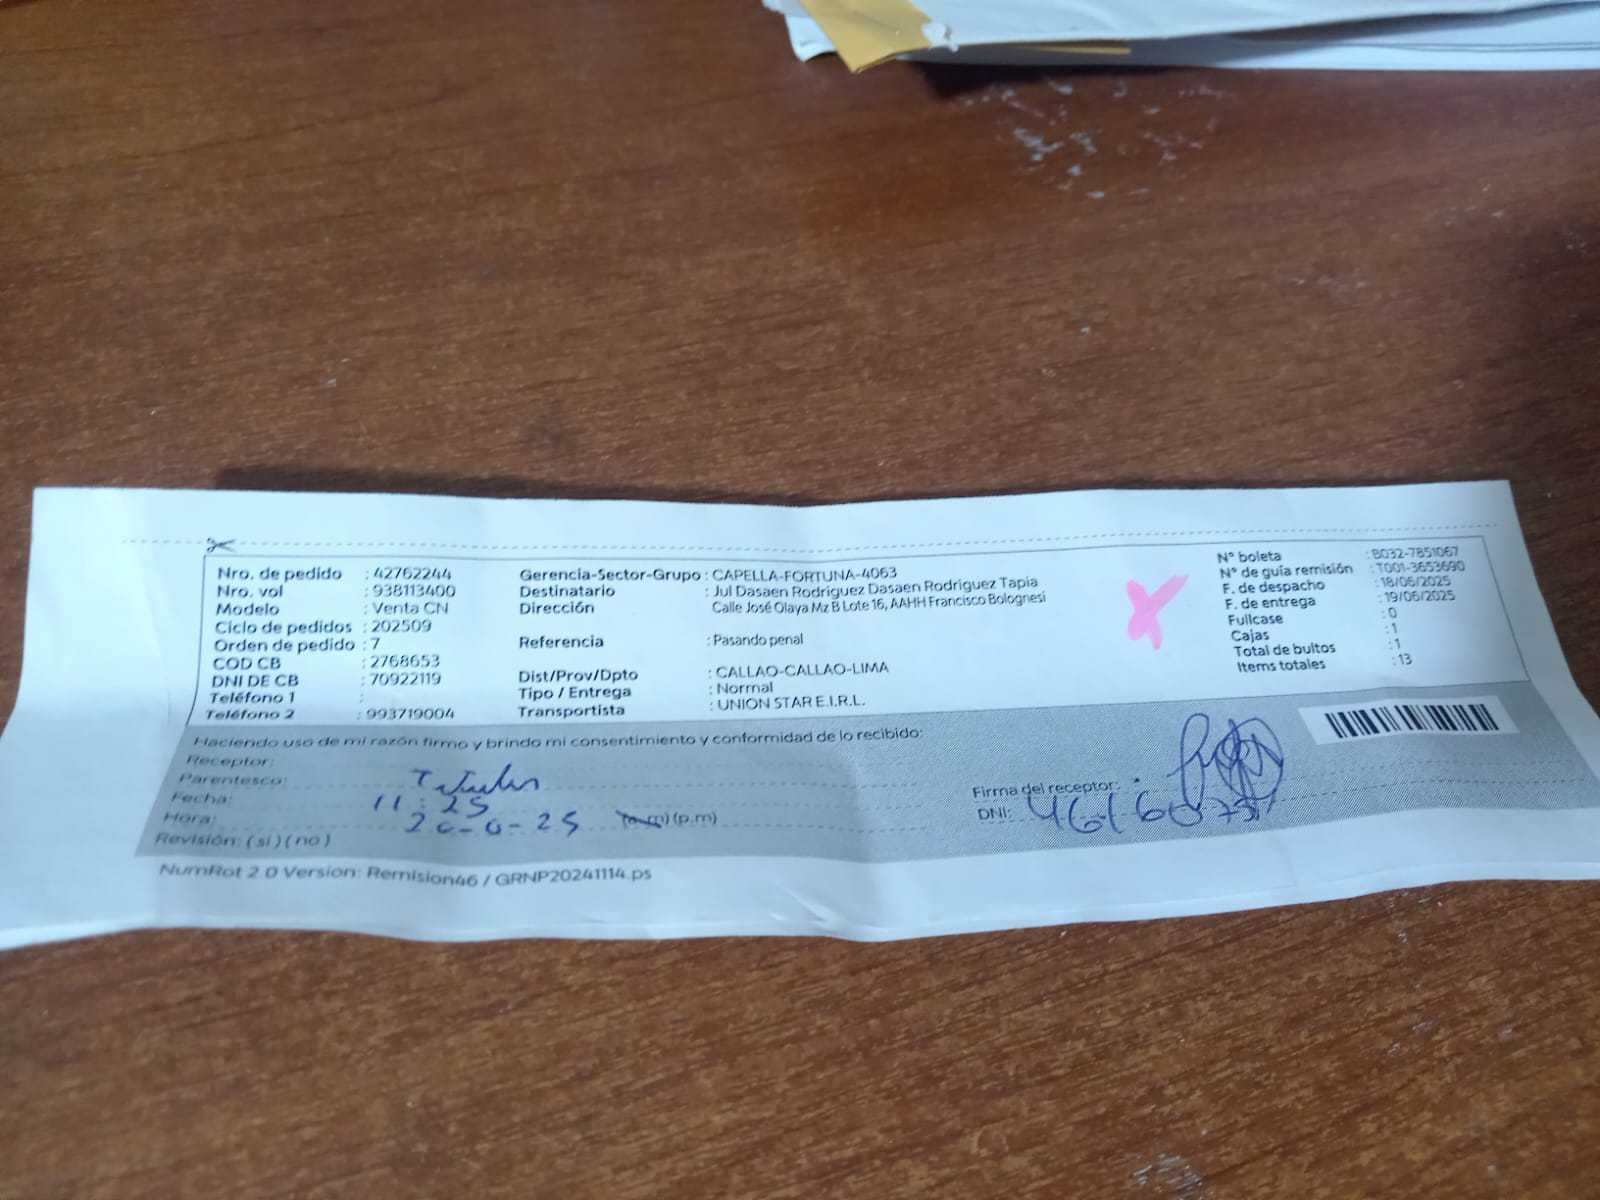 Nro. de pedido : 42762244
Nro. vol : 938113400
Modelo : Venta CN
Ciclo de pedidos : 202509
Orden de pedido : 7
COD CB : 2768653
DNI DE CB : 70922119
Teléfono 1 :
Teléfono 2 : 993719004
Gerencia-Sector-Grupo : CAPELLA-FORTUNA-4063
Destinatario : Jul Dasaen Rodriguez Dasaen Rodriguez Tapia
Dirección Calle José Olaya Mz B Lote 16, AAHH Francisco Bolognesi
Referencia : Pasando penal
Dist/Prov/Dpto : CALLAO-CALLAO-LIMA
Tipo / Entrega : Normal
Transportista : UNION STAR E.I.R.L.
N° boleta : B032-7851067
N° de guía remisión : T001-3653690
F. de despacho : 18/06/2025
F. de entrega : 19/06/2025
Fullcase : 0
Cajas : 1
Total de bultos : 1
Items totales : 13
Haciendo uso de mi razón firmo y brindo mi consentimiento y conformidad de lo recibido:
Receptor:
Parentesco:
Fecha: 11:25
Hora: (a.m) (p.m)
Revisión: (si) (no)
Firma del receptor:
DNI:
NumRot 2.0 Version: Remision46 / GRNP20241114.ps